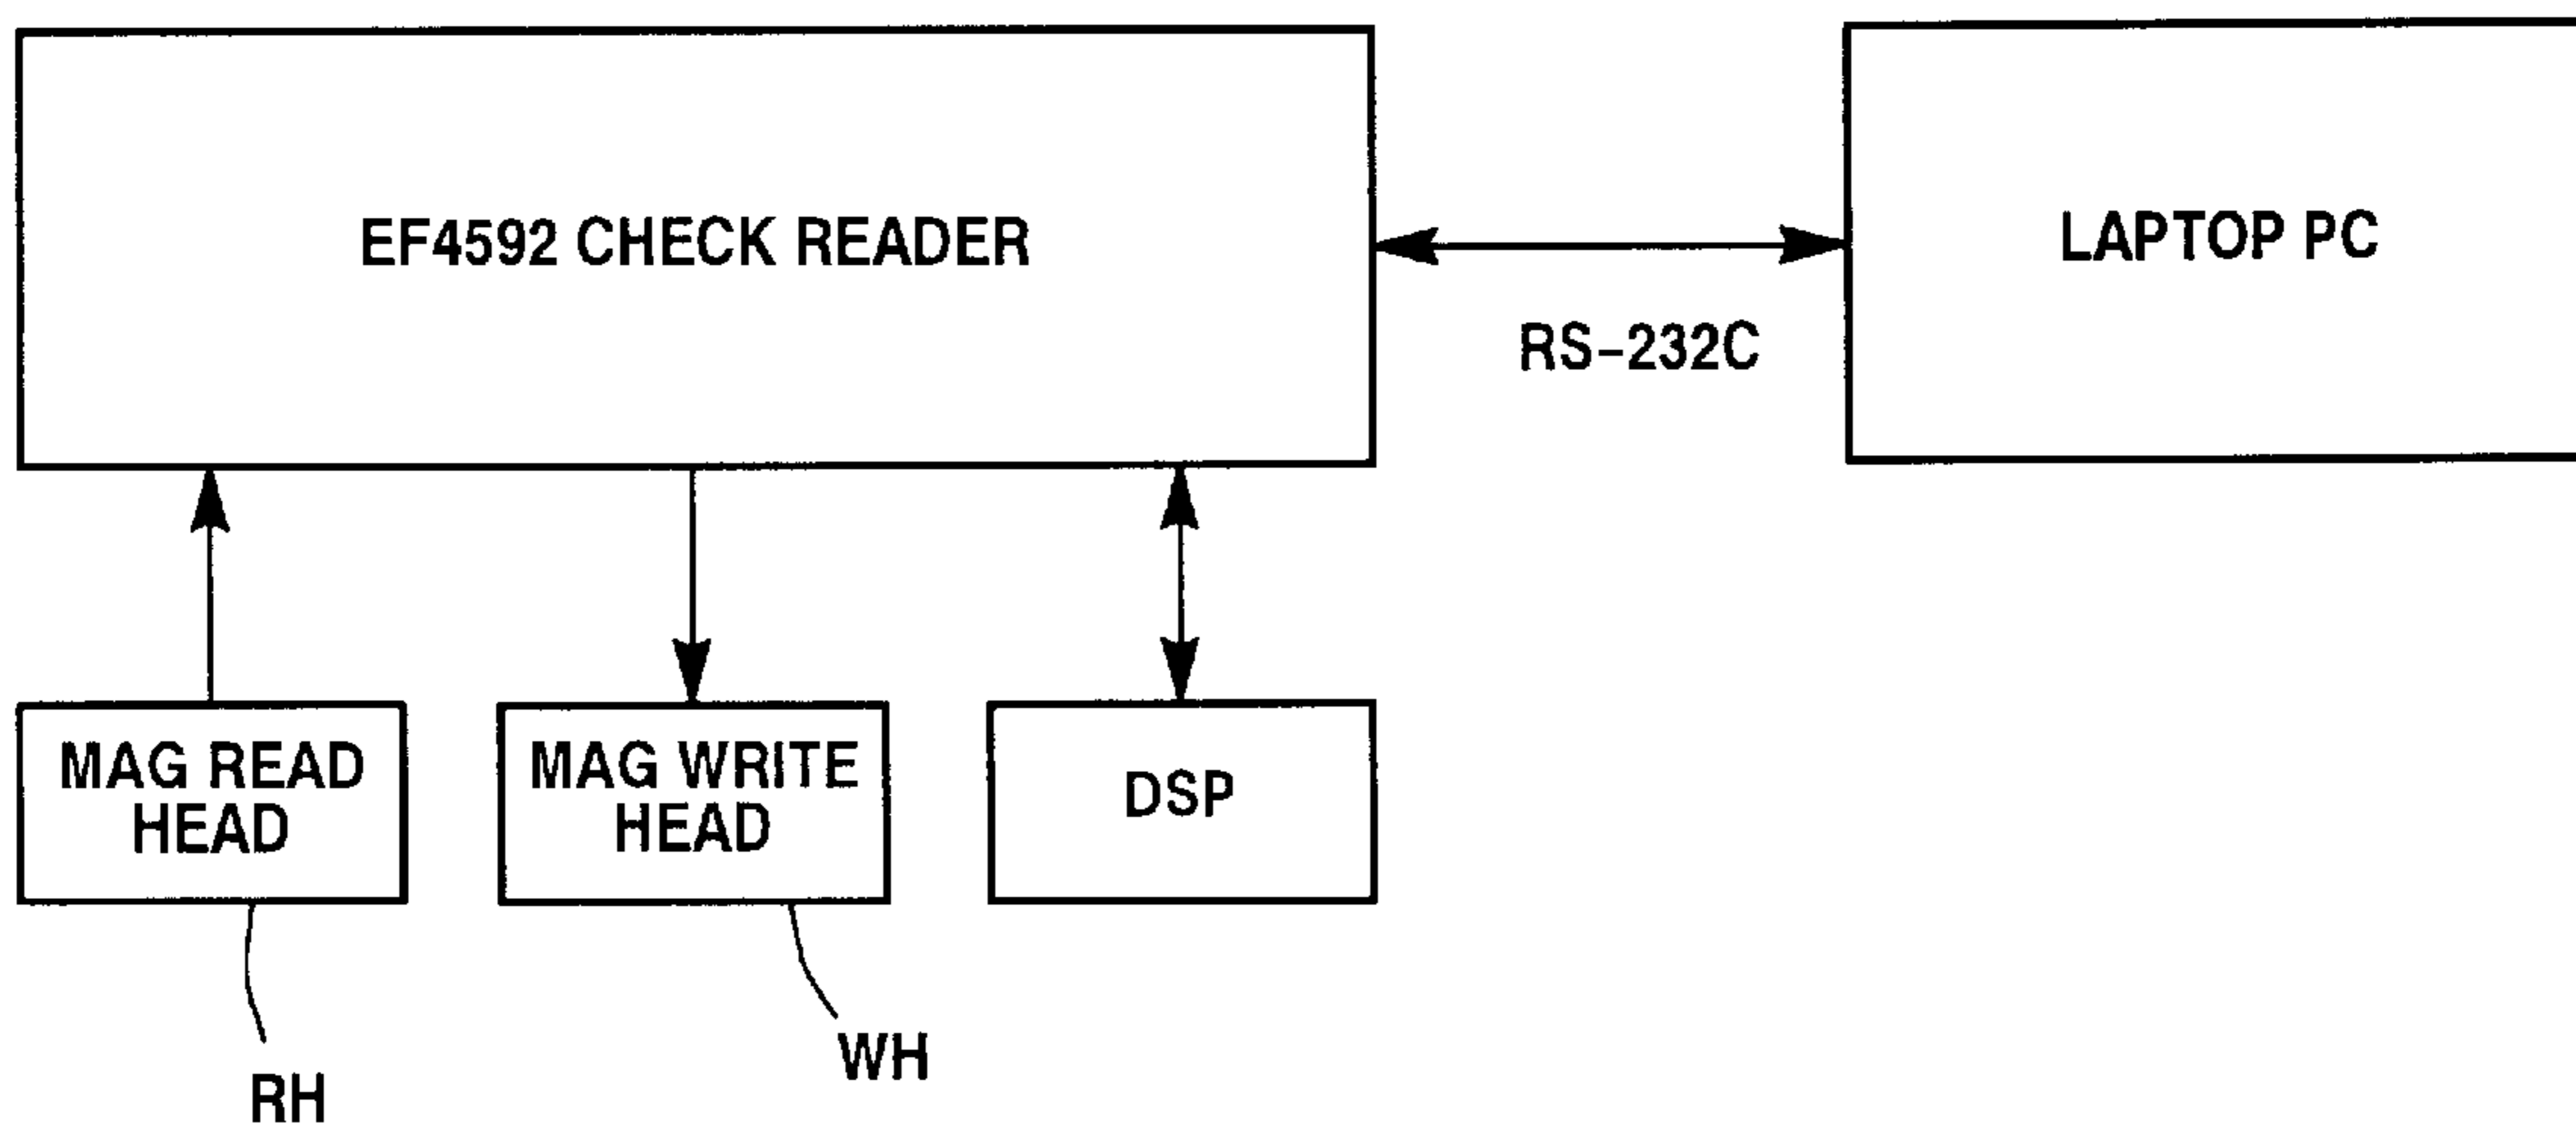 EF4592 CHECK READER
LAPTOP PC
RS-232C
MAG READ
HEAD
MAG WRITE
HEAD
DSP
WH
RH